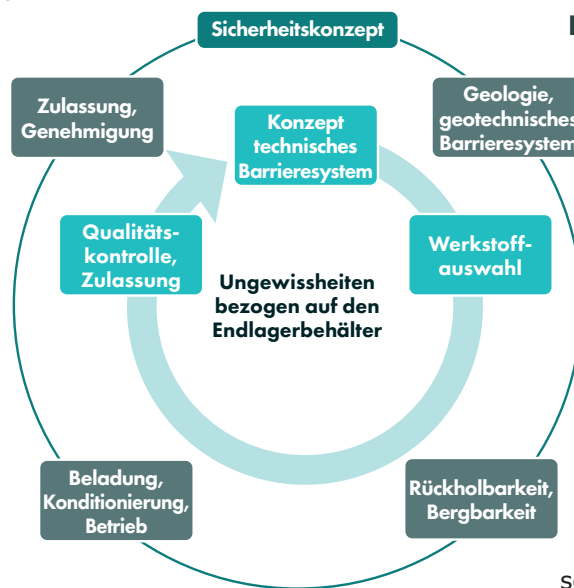 Sicherheitskonzept
Zulassung,
Genehmigung
Konzept
technisches
Barrieresystem
Geologie,
geotechnisches
Barrieresystem
Qualitäts-
kontrolle,
Zulassung
Werkstoff-
auswahl
Ungewissheiten
bezogen auf den
Endlagerbehälter
Beladung,
Konditionierung,
Betrieb
Rückholbarkeit,
Bergbarkeit